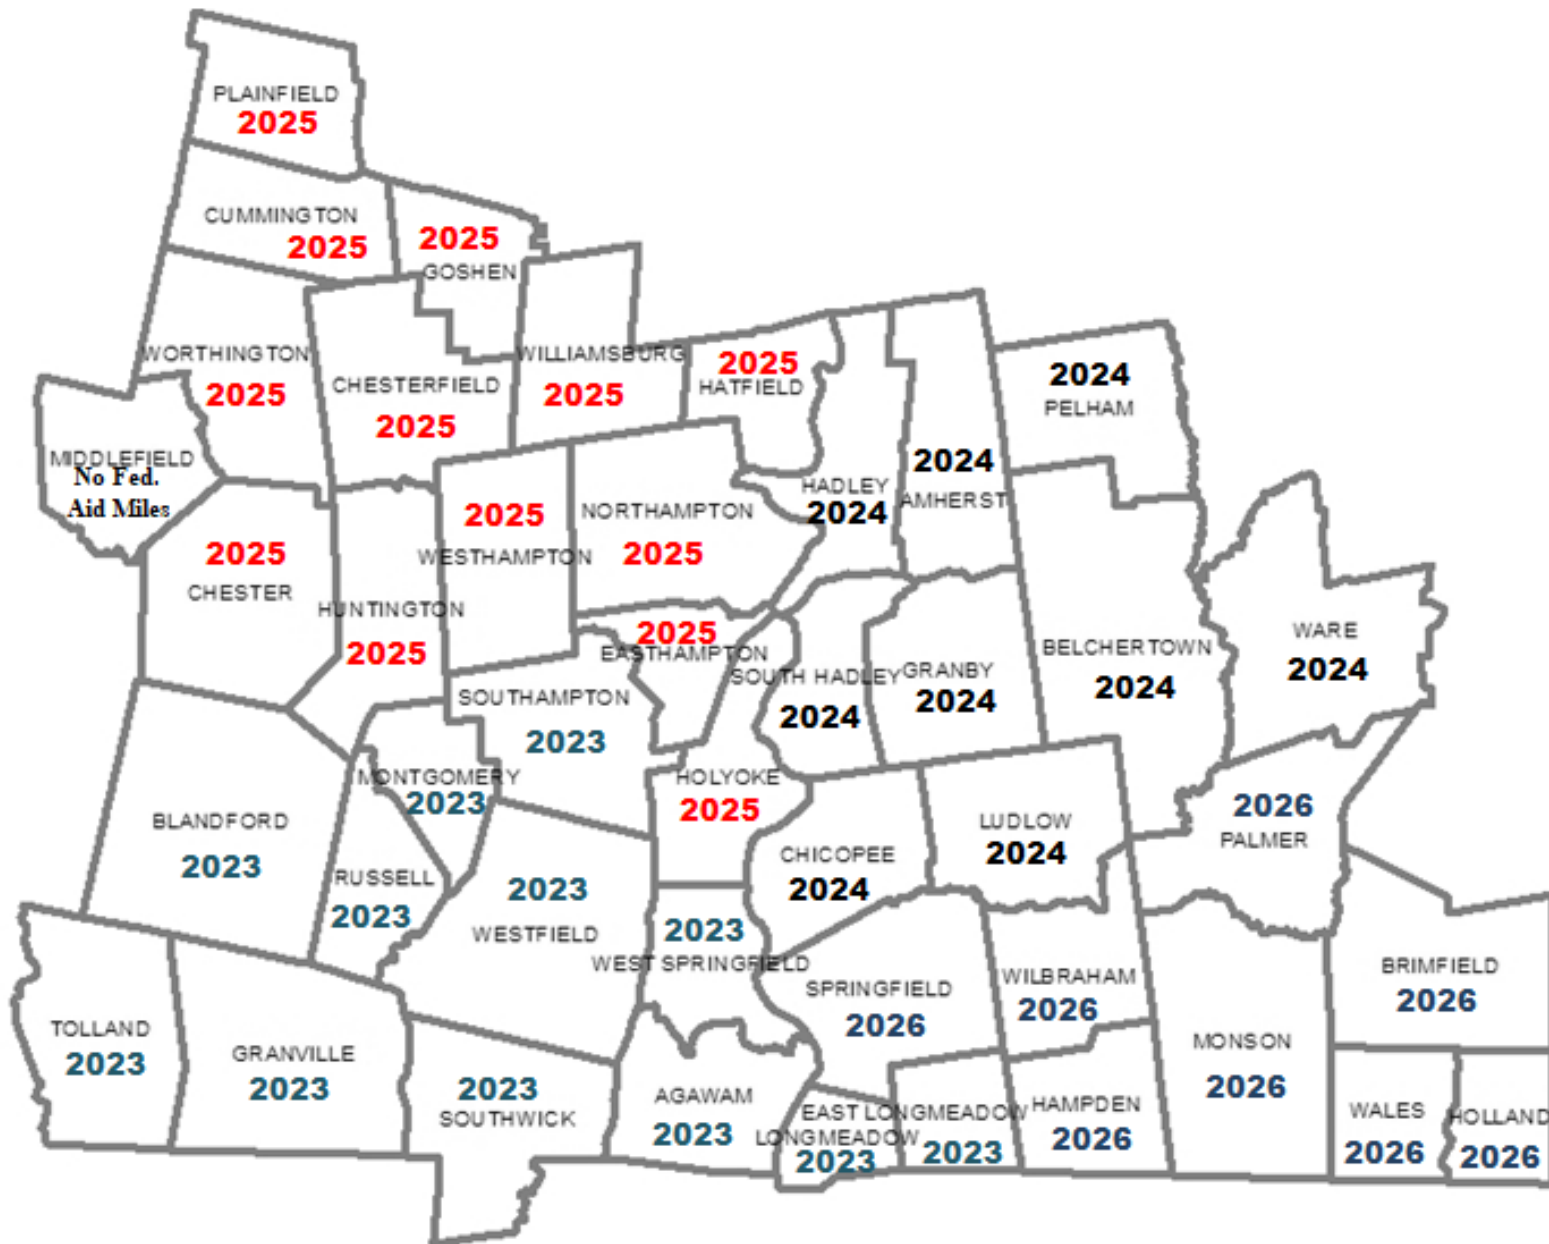 PLAINFIELD
2025
CUMMINGTON
2025
2025
GOSHEN
WORTHINGTON
2025
CHESTERFIELD
2025
WILLIAMSBURG
2025
2025
HATFIELD
2024
PELHAM
MIDDLEFIELD
No Fed.
Aid Miles
2025
CHESTER
HUNTINGTON
2025
2025
WESTHAMPTON
NORTHAMPTON
2025
HADLEY
2024
2024
AMHERST
2025
EASTHAMPTON
SOUTHAMPTON
2023
SOUTH HADLEY
2024
GRANBY
2024
BELCHERTOWN
2024
WARE
2024
MONTGOMERY
2023
HOLYOKE
2025
BLANDFORD
2023
RUSSELL
2023
2023
WESTFIELD
CHICOPEE
2024
LUDLOW
2024
2026
PALMER
2023
WEST SPRINGFIELD
SPRINGFIELD
2026
WILBRAHAM
2026
BRIMFIELD
2026
TOLLAND
2023
GRANVILLE
2023
2023
SOUTHWICK
AGAWAM
2023
LONGMEADOW
2023
EAST LONGMEADOW
2023
HAMPDEN
2026
MONSON
2026
WALES
2026
HOLLAND
2026